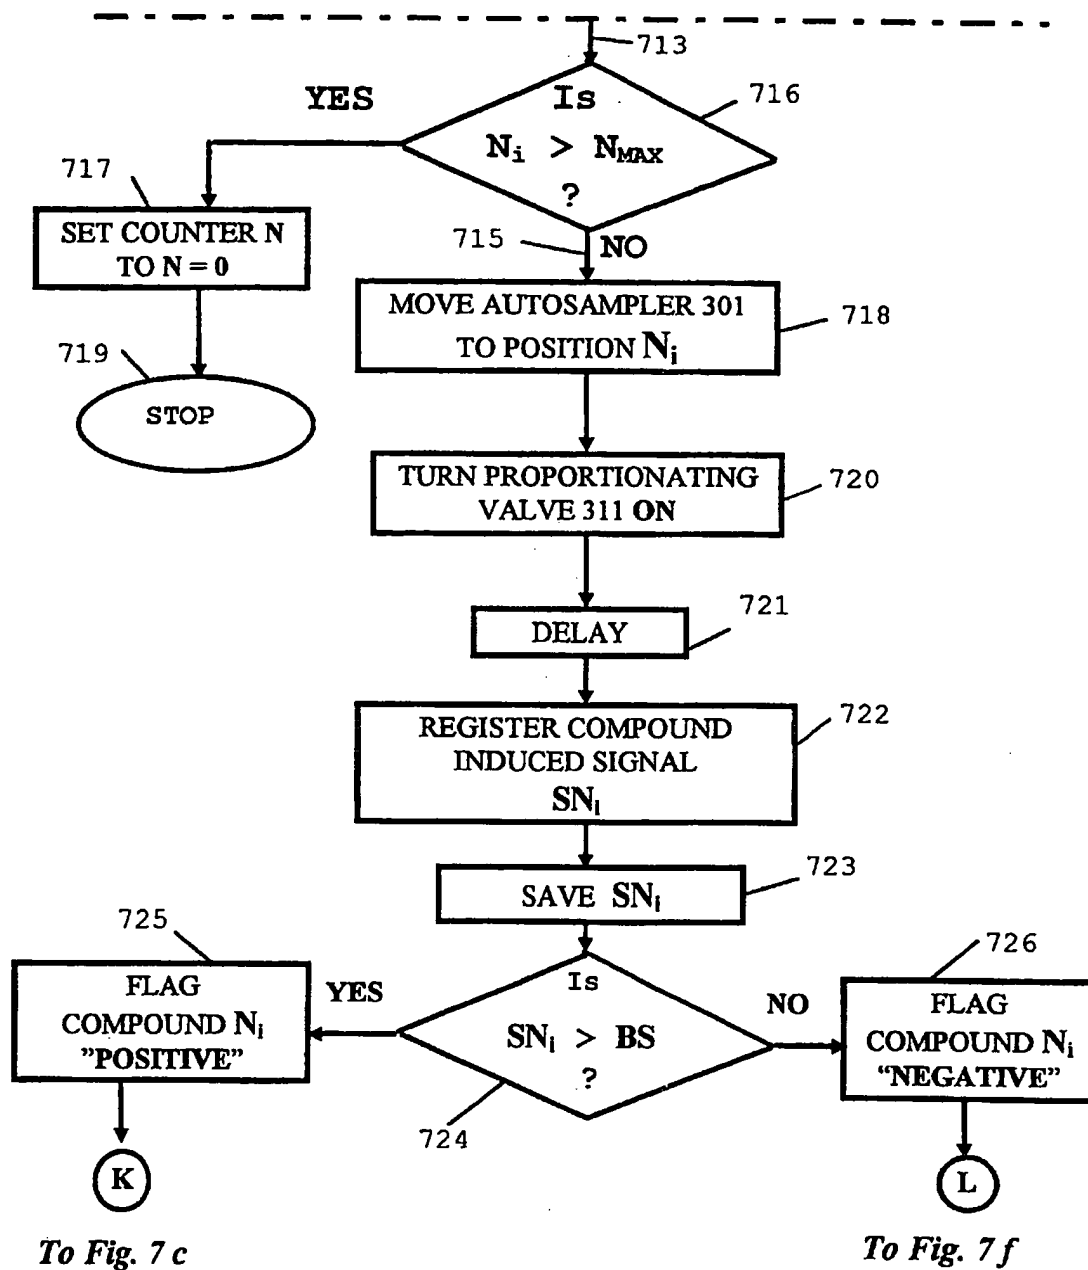 713
YES
Is
716
Nᵢ > NMAX
?
717
SET COUNTER N
TO N = 0
715
NO
MOVE AUTOSAMPLER 301
TO POSITION Nᵢ
718
719
STOP
TURN PROPORTIONATING
VALVE 311 ON
720
721
DELAY
REGISTER COMPOUND
INDUCED SIGNAL
SNᵢ
722
723
SAVE SNᵢ
725
726
FLAG
COMPOUND Nᵢ
”POSITIVE”
YES
Is
SNᵢ > BS
?
NO
FLAG
COMPOUND Nᵢ
“NEGATIVE”
724
K
L
To Fig. 7 c
To Fig. 7 f